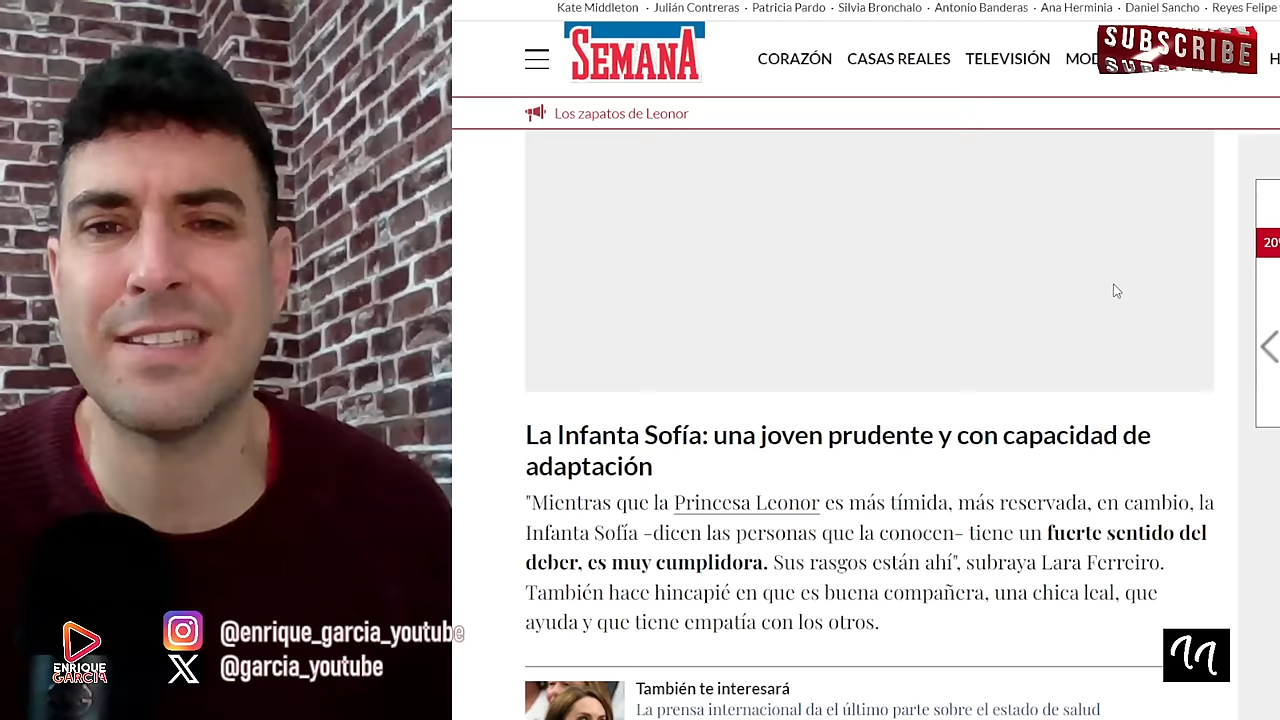 Kate Middleton · Julián Contreras · Patricia Pardo · Silvia Bronchalo · Antonio Banderas · Ana Herminia · Daniel Sancho · Reyes Felipe
SEMANA
CORAZÓN CASAS REALES TELEVISIÓN MOD
SUBSCRIBE
H
Los zapatos de Leonor
20
La Infanta Sofía: una joven prudente y con capacidad de
adaptación
"Mientras que la Princesa Leonor es más tímida, más reservada, en cambio, la
Infanta Sofía -dicen las personas que la conocen- tiene un fuerte sentido del
deber, es muy cumplidora. Sus rasgos están ahí", subraya Lara Ferreiro.
También hace hincapié en que es buena compañera, una chica leal, que
ayuda y que tiene empatía con los otros.
También te interesará
La prensa internacional da el último parte sobre el estado de salud
@enrique_garcia_youtube
@garcia_youtube
ENRIQUE
GARCIA